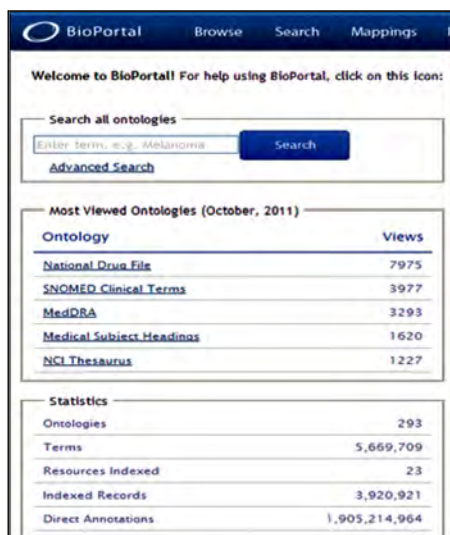 BioPortal Browse Search Mappings
Welcome to BioPortal! For help using BioPortal, click on this icon:
Search all ontologies
Enter term, e.g. Melanoma Search
Advanced Search
Most Viewed Ontologies (October, 2011)
Ontology Views
National Drug File 7975
SNOMED Clinical Terms 3977
MedDRA 3293
Medical Subject Headings 1620
NCI Thesaurus 1227
Statistics
Ontologies 293
Terms 5,669,709
Resources Indexed 23
Indexed Records 3,920,921
Direct Annotations 1,905,214,964